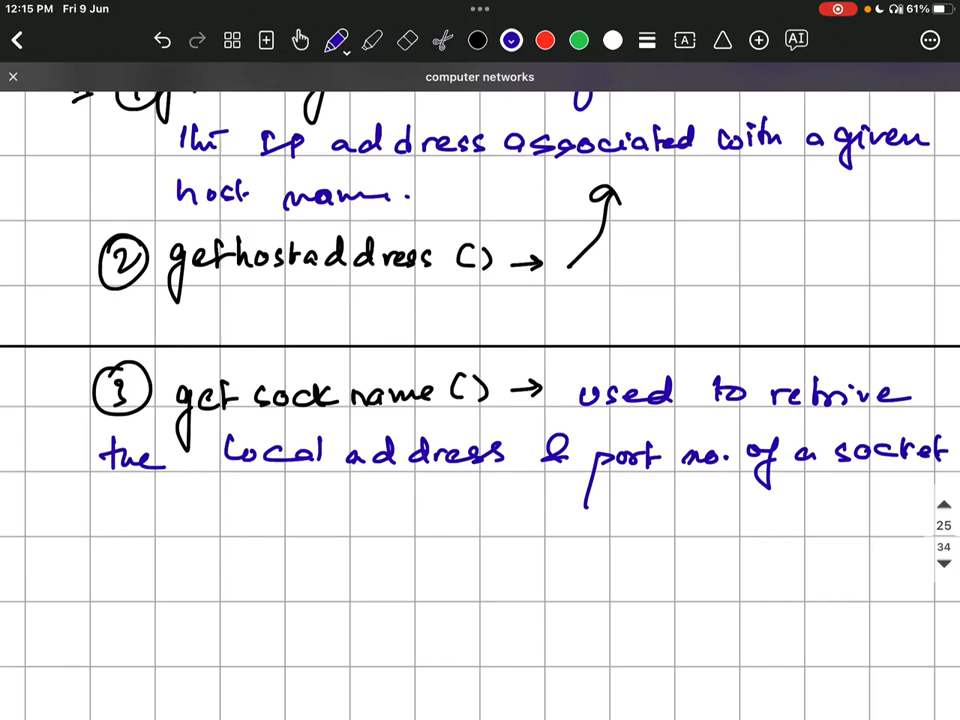 12:15 PM Fri 9 Jun
61%
A
AI
computer networks
the IP address associated with a given
host name.
2 gethostaddress () →
3 get sock name () → used to retrive
the local address & port no. of a socket
25
34